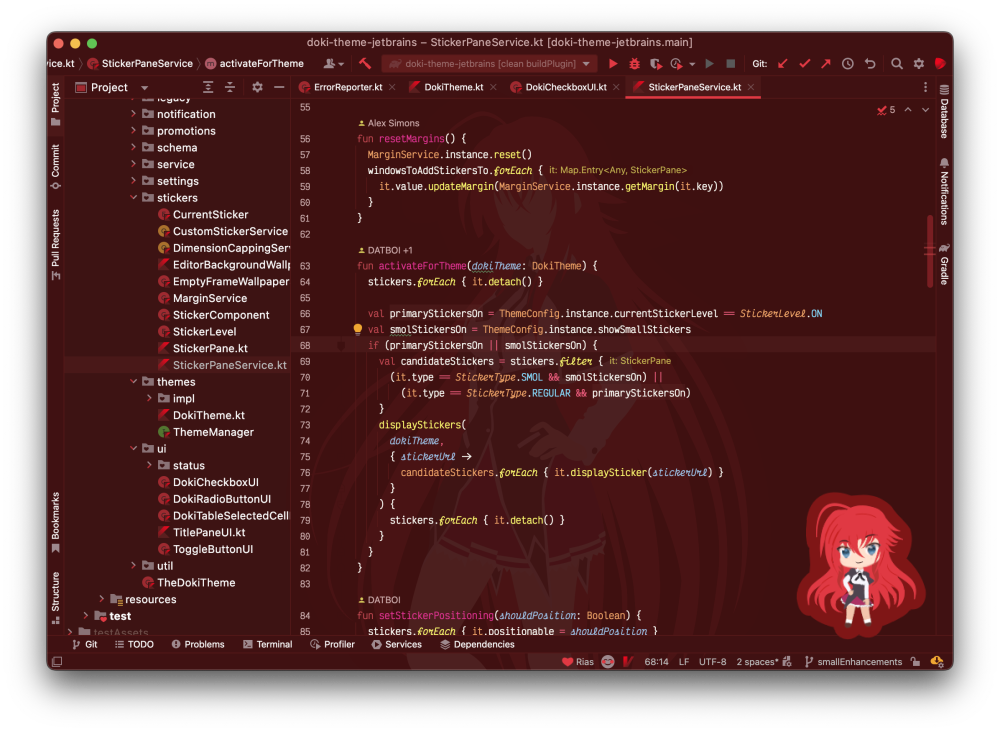 doki-theme-jetbrains – StickerPaneService.kt [doki-theme-jetbrains.main]
vice.kt StickerPaneService activateForTheme doki-theme-jetbrains [clean buildPlugin] Git:
Project ErrorReporter.kt DokiTheme.kt DokiCheckboxUI.kt StickerPaneService.kt
Project
Commit
Pull Requests
Bookmarks
Structure
legacy
notification
promotions
schema
service
settings
stickers
CurrentSticker
CustomStickerService
DimensionCappingSer
EditorBackgroundWallp
EmptyFrameWallpaper
MarginService
StickerComponent
StickerLevel
StickerPane.kt
StickerPaneService.kt
themes
impl
DokiTheme.kt
ThemeManager
ui
status
DokiCheckboxUI
DokiRadioButtonUI
DokiTableSelectedCell
TitlePaneUI.kt
ToggleButtonUI
util
TheDokiTheme
resources
test
testAssets
55
5
Alex Simons
56 fun resetMargins() {
57 MarginService.instance.reset()
58 windowsToAddStickersTo.forEach { it: Map.Entry<Any, StickerPane>
59 it.value.updateMargin(MarginService.instance.getMargin(it.key))
60 }
61 }
62
DATBOI +1
63 fun activateForTheme(dokiTheme: DokiTheme) {
64 stickers.forEach { it.detach() }
65
66 val primaryStickersOn = ThemeConfig.instance.currentStickerLevel == StickerLevel.ON
67 val smolStickersOn = ThemeConfig.instance.showSmallStickers
68 if (primaryStickersOn || smolStickersOn) {
69 val candidateStickers = stickers.filter { it: StickerPane
70 (it.type == StickerType.SMOL && smolStickersOn) ||
71 (it.type == StickerType.REGULAR && primaryStickersOn)
72 }
73 displayStickers(
74 dokiTheme,
75 { stickerUrl ->
76 candidateStickers.forEach { it.displaySticker(stickerUrl) }
77 }
78 ) {
79 stickers.forEach { it.detach() }
80 }
81 }
82 }
83
DATBOI
84 fun setStickerPositioning(shouldPosition: Boolean) {
85 stickers.forEach { it.positionable = shouldPosition }
Database
Notifications
Gradle
Git TODO Problems Terminal Profiler Services Dependencies
Rias 68:14 LF UTF-8 2 spaces* smallEnhancements